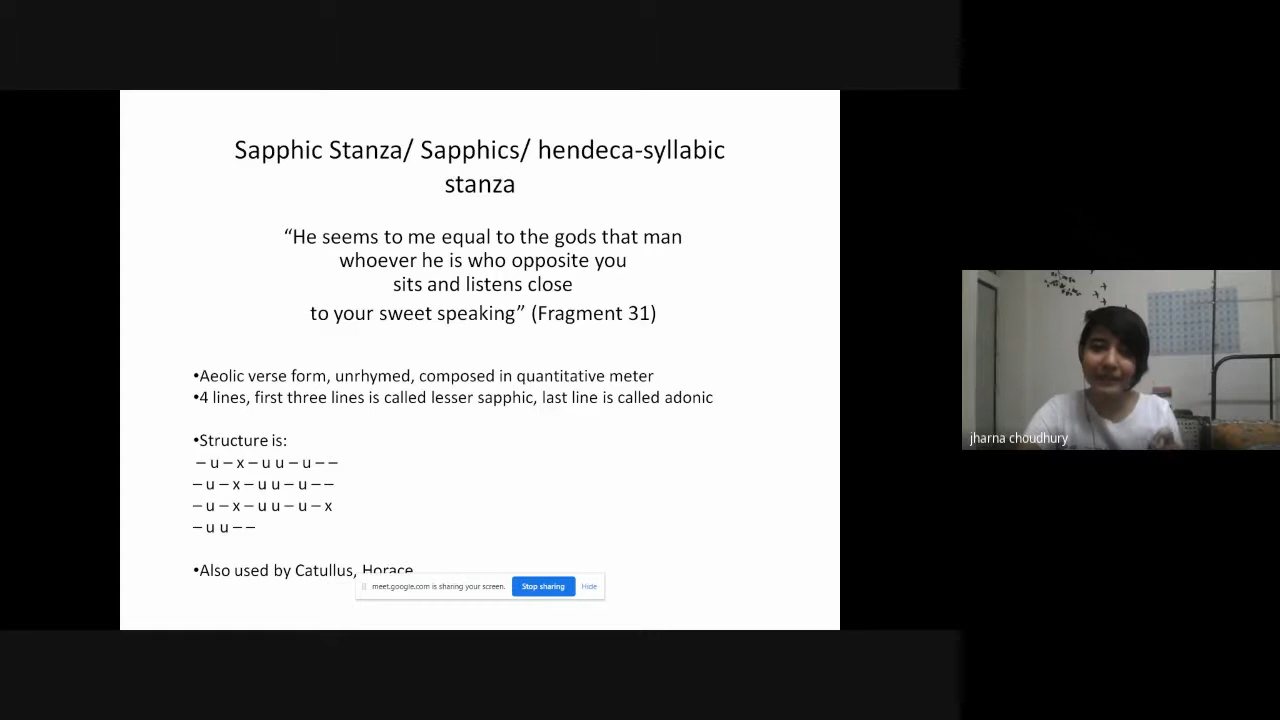 Sapphic Stanza/ Sapphics/ hendeca-syllabic
stanza
“He seems to me equal to the gods that man
whoever he is who opposite you
sits and listens close
to your sweet speaking” (Fragment 31)
•Aeolic verse form, unrhymed, composed in quantitative meter
•4 lines, first three lines is called lesser sapphic, last line is called adonic
•Structure is:
– u – x – u u – u – –
– u – x – u u – u – –
– u – x – u u – u – x
– u u – –
•Also used by Catullus, Horace
meet.google.com is sharing your screen. Stop sharing Hide
jharna choudhury